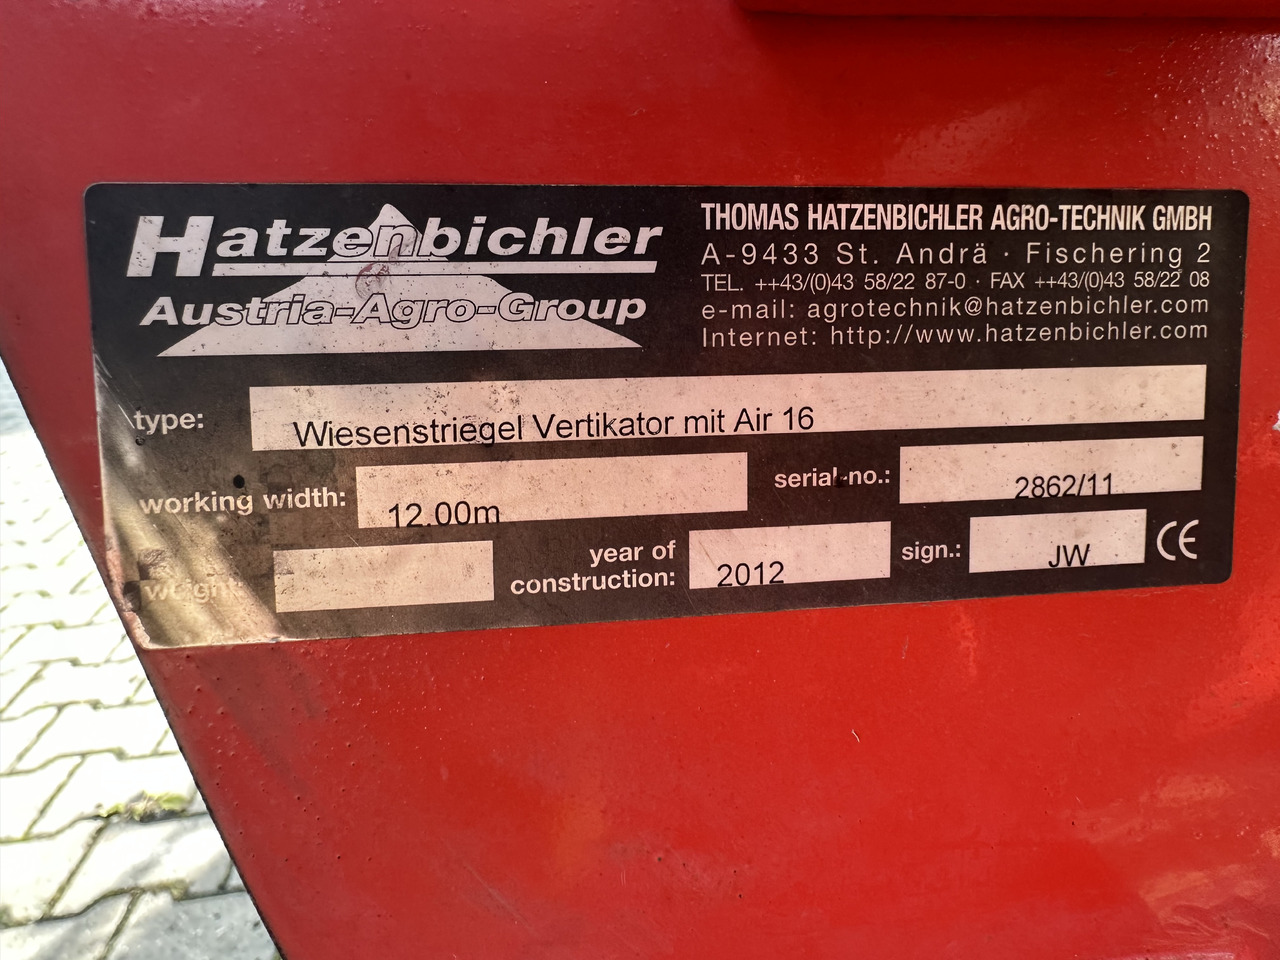 Hatzenbichler
Austria-Agro-Group
THOMAS HATZENBICHLER AGRO-TECHNIK GMBH
A-9433 St. Andrä · Fischering 2
TEL. ++43/(0)43 58/22 87-0 · FAX ++43/(0)43 58/22 08
e-mail: agrotechnik@hatzenbichler.com
Internet: http://www.hatzenbichler.com
type: Wiesenstriegel Vertikator mit Air 16
working width: 12.00m serial-no.: 2862/11
weight: year of construction: 2012 sign.: JW CE